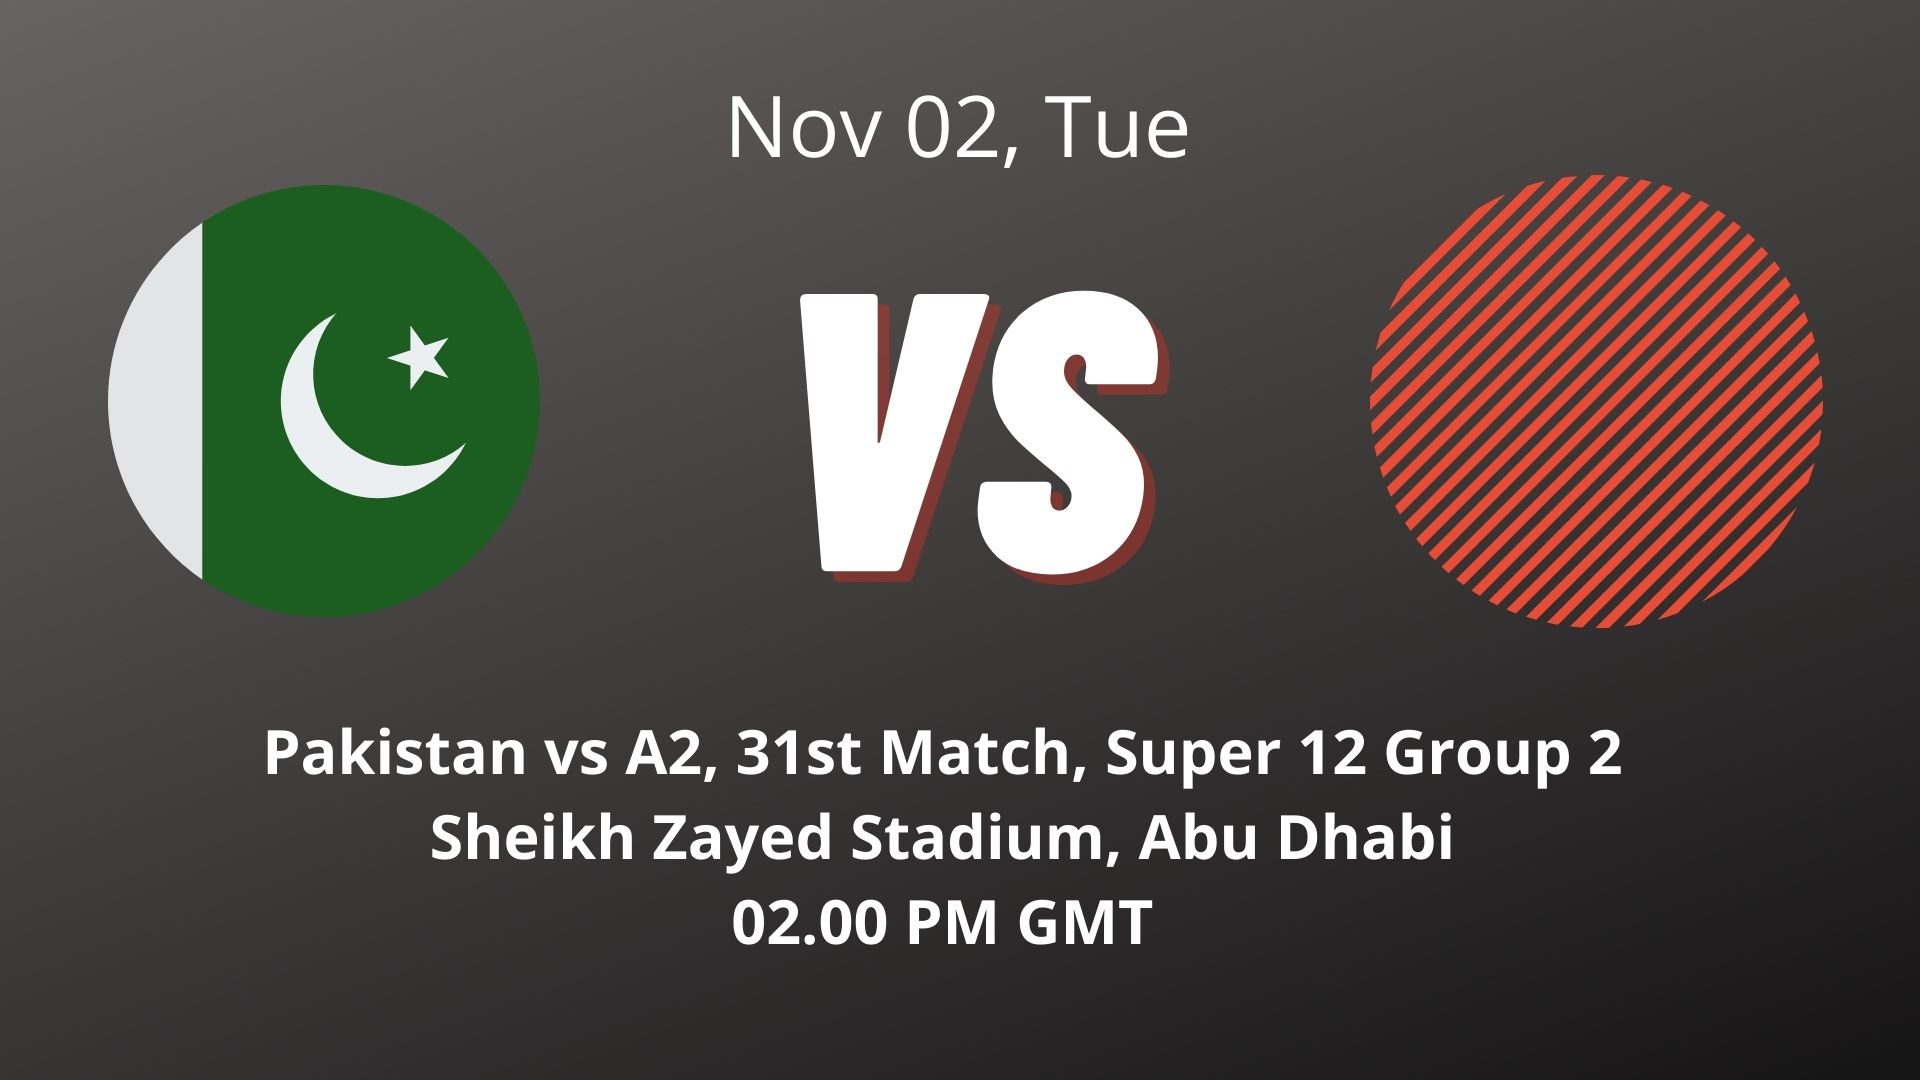 Nov 02, Tue
VS
Pakistan vs A2, 31st Match, Super 12 Group 2
Sheikh Zayed Stadium, Abu Dhabi
02.00 PM GMT